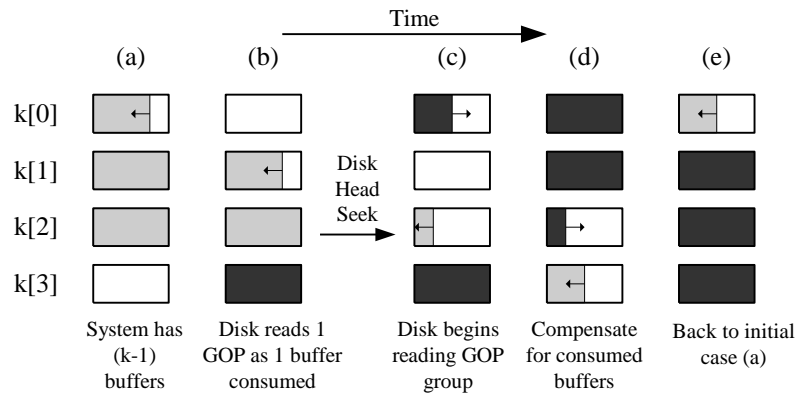 Time
(a) (b) (c) (d) (e)
k[0]
k[1]
k[2]
k[3]
Disk
Head
Seek
System has
(k-1)
buffers
Disk reads 1
GOP as 1 buffer
consumed
Disk begins
reading GOP
group
Compensate
for consumed
buffers
Back to initial
case (a)